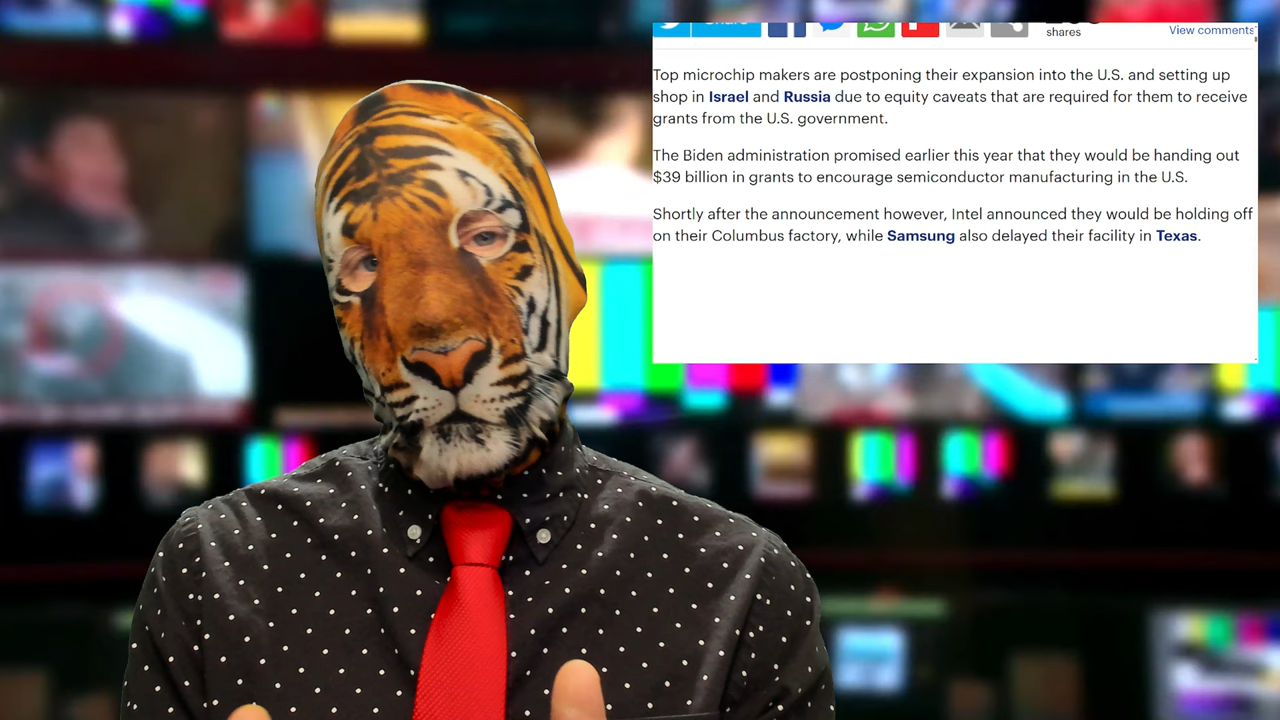 Share
shares
View comments
Top microchip makers are postponing their expansion into the U.S. and setting up
shop in Israel and Russia due to equity caveats that are required for them to receive
grants from the U.S. government.
The Biden administration promised earlier this year that they would be handing out
$39 billion in grants to encourage semiconductor manufacturing in the U.S.
Shortly after the announcement however, Intel announced they would be holding off
on their Columbus factory, while Samsung also delayed their facility in Texas.